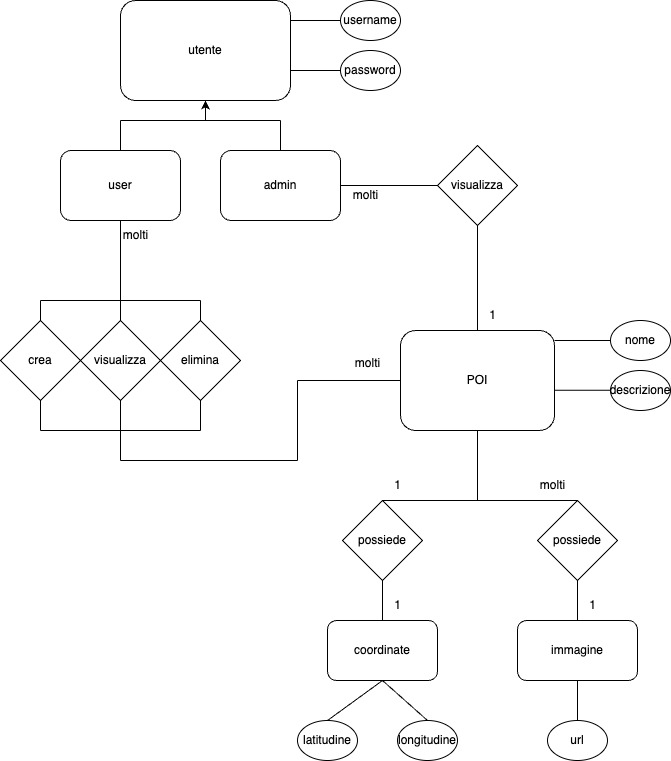 username
utente
password
user
admin
visualizza
molti
molti
1
crea
visualizza
elimina
molti
nome
POI
descrizione
1
molti
possiede
possiede
1
1
coordinate
immagine
latitudine
longitudine
url